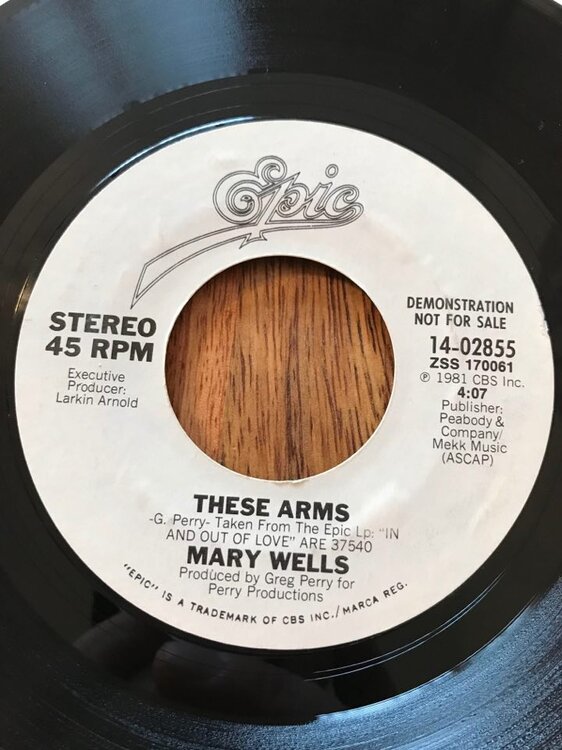 Epic
STEREO
45 RPM
Executive
Producer:
Larkin Arnold
DEMONSTRATION
NOT FOR SALE
14-02855
ZSS 170061
℗ 1981 CBS Inc.
4:07
Publisher:
Peabody &
Company/
Mekk Music
(ASCAP)
THESE ARMS
-G. Perry- Taken From The Epic Lp: "IN
AND OUT OF LOVE" ARE 37540
MARY WELLS
Produced by Greg Perry for
Perry Productions
"EPIC" IS A TRADEMARK OF CBS INC./MARCA REG.